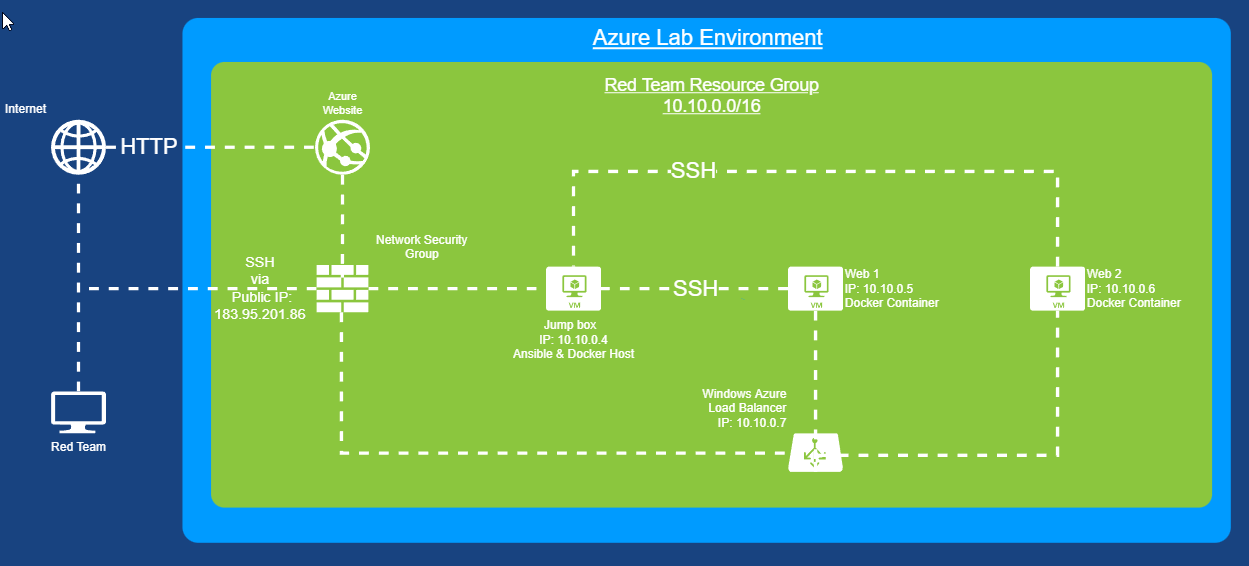 Azure Lab Environment
Red Team Resource Group
10.10.0.0/16
Internet
HTTP
Azure
Website
SSH
Network Security
Group
SSH
via
Public IP:
183.95.201.86
SSH
VM
Jump box
IP: 10.10.0.4
Ansible & Docker Host
VM
Web 1
IP: 10.10.0.5
Docker Container
VM
Web 2
IP: 10.10.0.6
Docker Container
Windows Azure
Load Balancer
IP: 10.10.0.7
Red Team